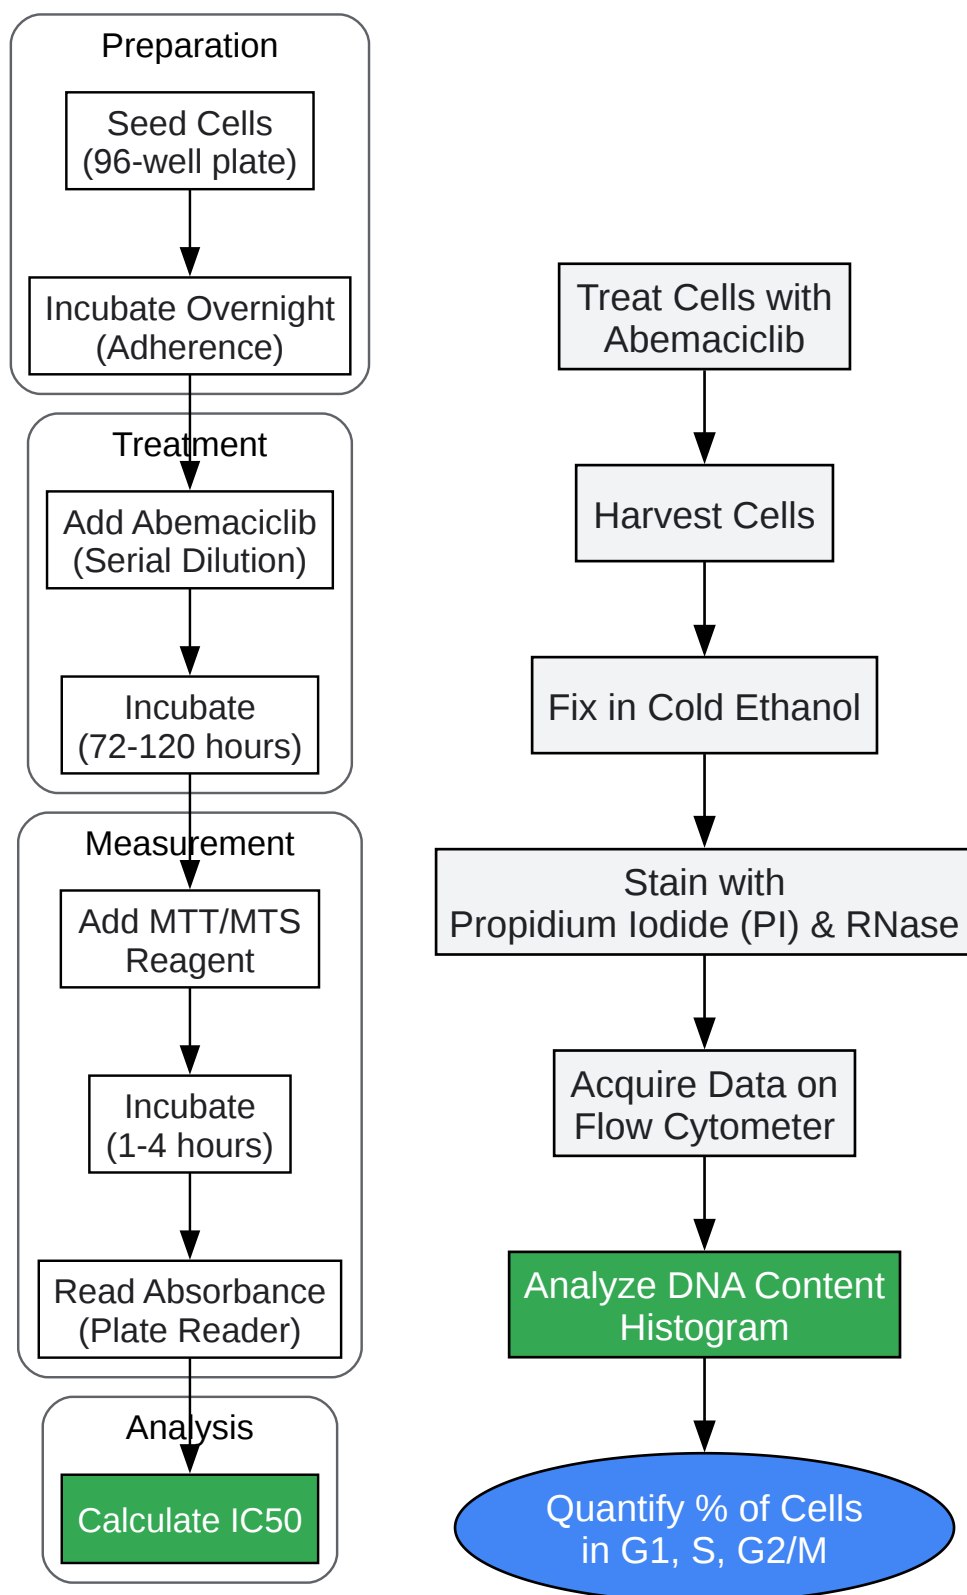 Preparation
Seed Cells
(96-well plate)
Incubate Overnight
(Adherence)
Treatment
Add Abemaciclib
(Serial Dilution)
Incubate
(72-120 hours)
Measurement
Add MTT/MTS
Reagent
Incubate
(1-4 hours)
Read Absorbance
(Plate Reader)
Analysis
Calculate IC50
Treat Cells with
Abemaciclib
Harvest Cells
Fix in Cold Ethanol
Stain with
Propidium Iodide (PI) & RNase
Acquire Data on
Flow Cytometer
Analyze DNA Content
Histogram
Quantify % of Cells
in G1, S, G2/M